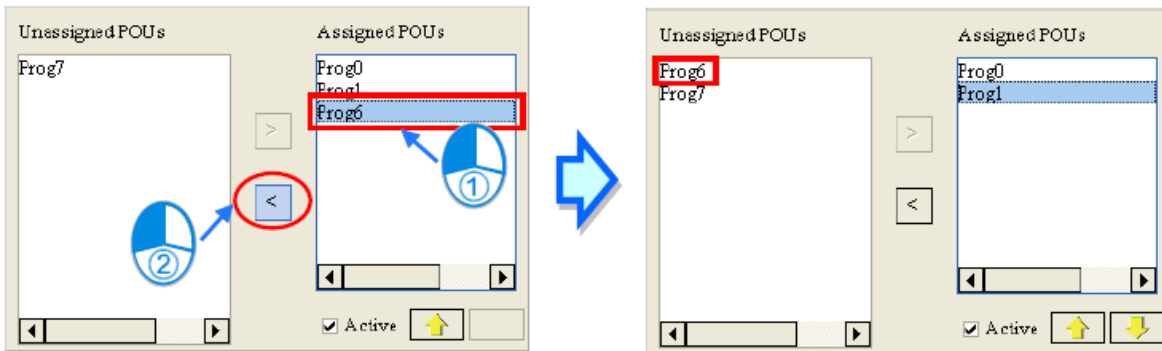 Unassigned POUs
Assigned POUs
Prog7
Prog0
Prog1
Prog6
>
<
①
②
Active
Unassigned POUs
Assigned POUs
Prog6
Prog7
Prog0
Prog1
>
<
Active